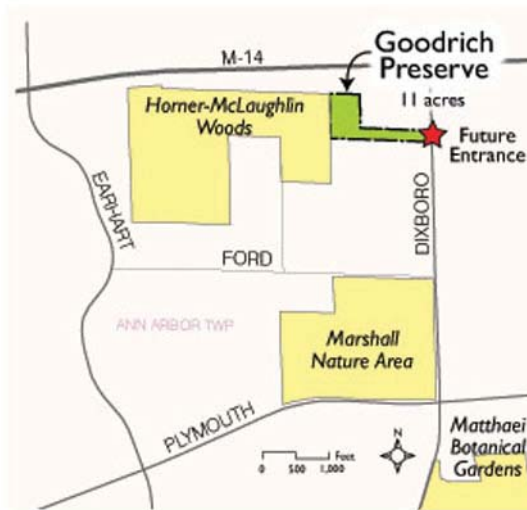 Goodrich
Preserve
11 acres
M-14
Horner-McLaughlin
Woods
Future
Entrance
EARHART
DIXBORO
FORD
ANN ARBOR TWP
Marshall
Nature Area
PLYMOUTH
Matthaei
Botanical
Gardens
N
Feet
0 500 1,000